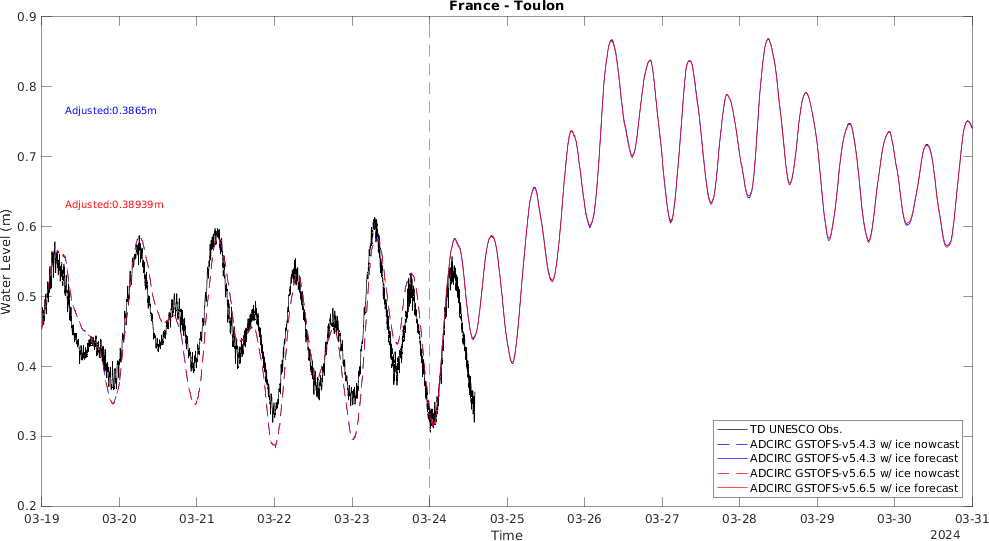 France - Toulon
0.9
0.8
0.7
0.6
0.5
0.4
0.3
0.2
Water Level (m)
Adjusted:0.3865m
Adjusted:0.38939m
TD UNESCO Obs.
ADCIRC GSTOFS-v5.4.3 w/ ice nowcast
ADCIRC GSTOFS-v5.4.3 w/ ice forecast
ADCIRC GSTOFS-v5.6.5 w/ ice nowcast
ADCIRC GSTOFS-v5.6.5 w/ ice forecast
03-19 03-20 03-21 03-22 03-23 03-24 03-25 03-26 03-27 03-28 03-29 03-30 03-31
Time
2024